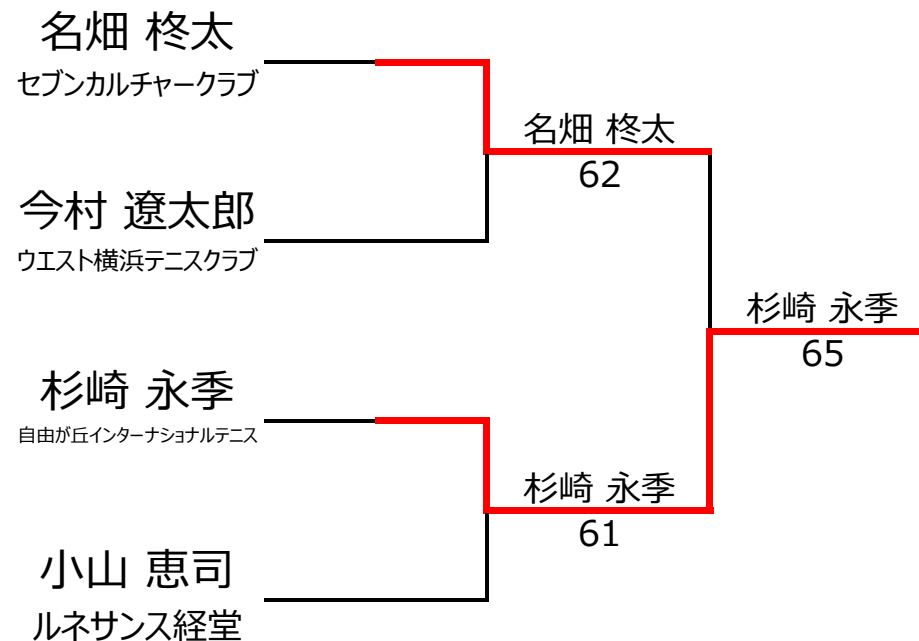 名畑 柊太
セブンカルチャークラブ
名畑 柊太
62
今村 遼太郎
ウエスト横浜テニスクラブ
杉崎 永季
65
杉崎 永季
自由が丘インターナショナルテニス
杉崎 永季
61
小山 恵司
ルネサンス経堂